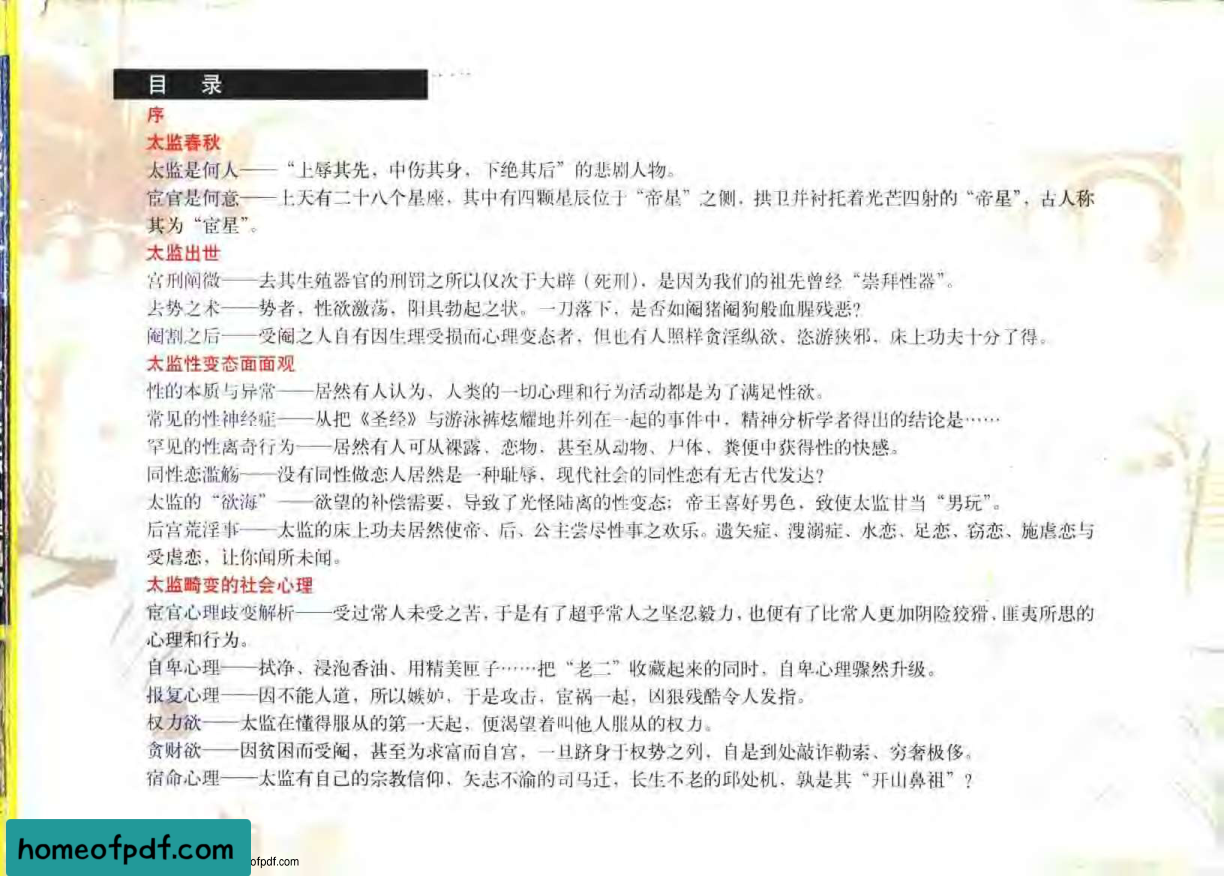 目 录
序
太监春秋
太监是何人——“上辱其先，中伤其身，下绝其后”的悲剧人物。
宦官是何意——上天有二十八个星座，其中有四颗星辰位于“帝星”之侧，拱卫并衬托着光芒四射的“帝星”，古人称
其为“宦星”。
太监出世
宫刑阐微——去其生殖器官的刑罚之所以仅次于大辟（死刑），是因为我们的祖先曾经“崇拜性器”。
去势之术——势者，性欲激荡，阳具勃起之状。一刀落下，是否如阉猪阉狗般血腥残恶？
阉割之后——受阉之人自有因生理受损而心理变态者，但也有人照样贪淫纵欲、恣游狭邪，床上功夫十分了得。
太监性变态面面观
性的本质与异常——居然有人认为，人类的一切心理和行为活动都是为了满足性欲。
常见的性神经症——从把《圣经》与游泳裤炫耀地并列在一起的事件中，精神分析学者得出的结论是……
罕见的性离奇行为——居然有人可从裸露、恋物，甚至从动物、尸体、粪便中获得性的快感。
同性恋滥觞——没有同性做恋人居然是一种耻辱，现代社会的同性恋有无古代发达？
太监的“欲海”——欲望的补偿需要，导致了光怪陆离的性变态；帝王喜好男色，致使太监甘当“男玩”。
后宫荒淫事——太监的床上功夫居然使帝、后、公主尝尽性事之欢乐。遗矢症、溲溺症、水恋、足恋、窃恋、施虐恋与
受虐恋，让你闻所未闻。
太监畸变的社会心理
宦官心理歧变解析——受过常人未受之苦，于是有了超乎常人之坚忍毅力，也便有了比常人更加阴险狡猾、匪夷所思的
心理和行为。
自卑心理——拭净、浸泡香油、用精美匣子……把“老二”收藏起来的同时，自卑心理骤然升级。
报复心理——因不能人道，所以嫉妒，于是攻击，宦祸一起，凶狠残酷令人发指。
权力欲——太监在懂得服从的第一天起，便渴望着叫他人服从的权力。
贪财欲——因贫困而受阉，甚至为求富而自宫，一旦跻身于权势之列，自是到处敲诈勒索、穷奢极侈。
宿命心理——太监有自己的宗教信仰，矢志不渝的司马迁，长生不老的邱处机，孰是其“开山鼻祖”？
homeofpdf.com
ofpdf.com